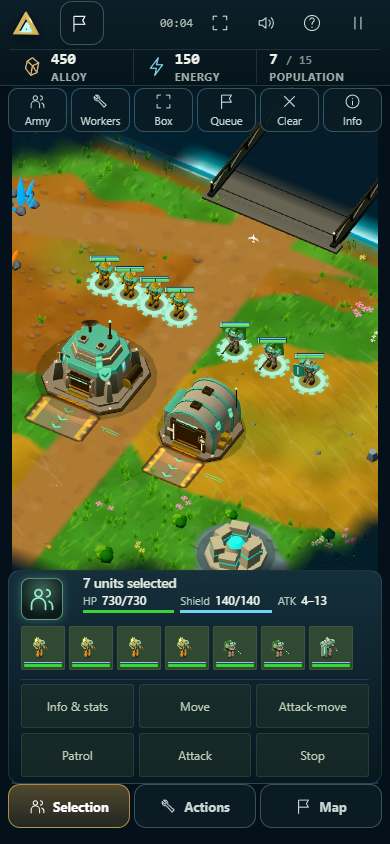 00:04
450
ALLOY
150
ENERGY
7 / 15
POPULATION
Army
Workers
Box
Queue
Clear
Info
7 units selected
HP 730/730 Shield 140/140 ATK 4–13
Info & stats
Move
Attack-move
Patrol
Attack
Stop
Selection
Actions
Map